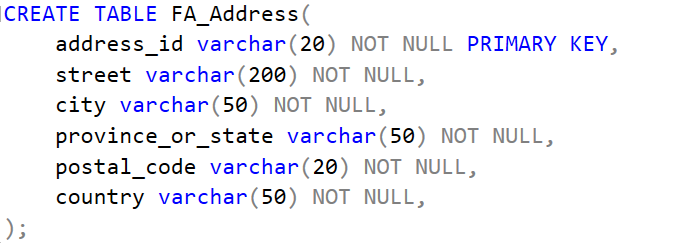 CREATE TABLE FA_Address(
address_id varchar(20) NOT NULL PRIMARY KEY,
street varchar(200) NOT NULL,
city varchar(50) NOT NULL,
province_or_state varchar(50) NOT NULL,
postal_code varchar(20) NOT NULL,
country varchar(50) NOT NULL,
);